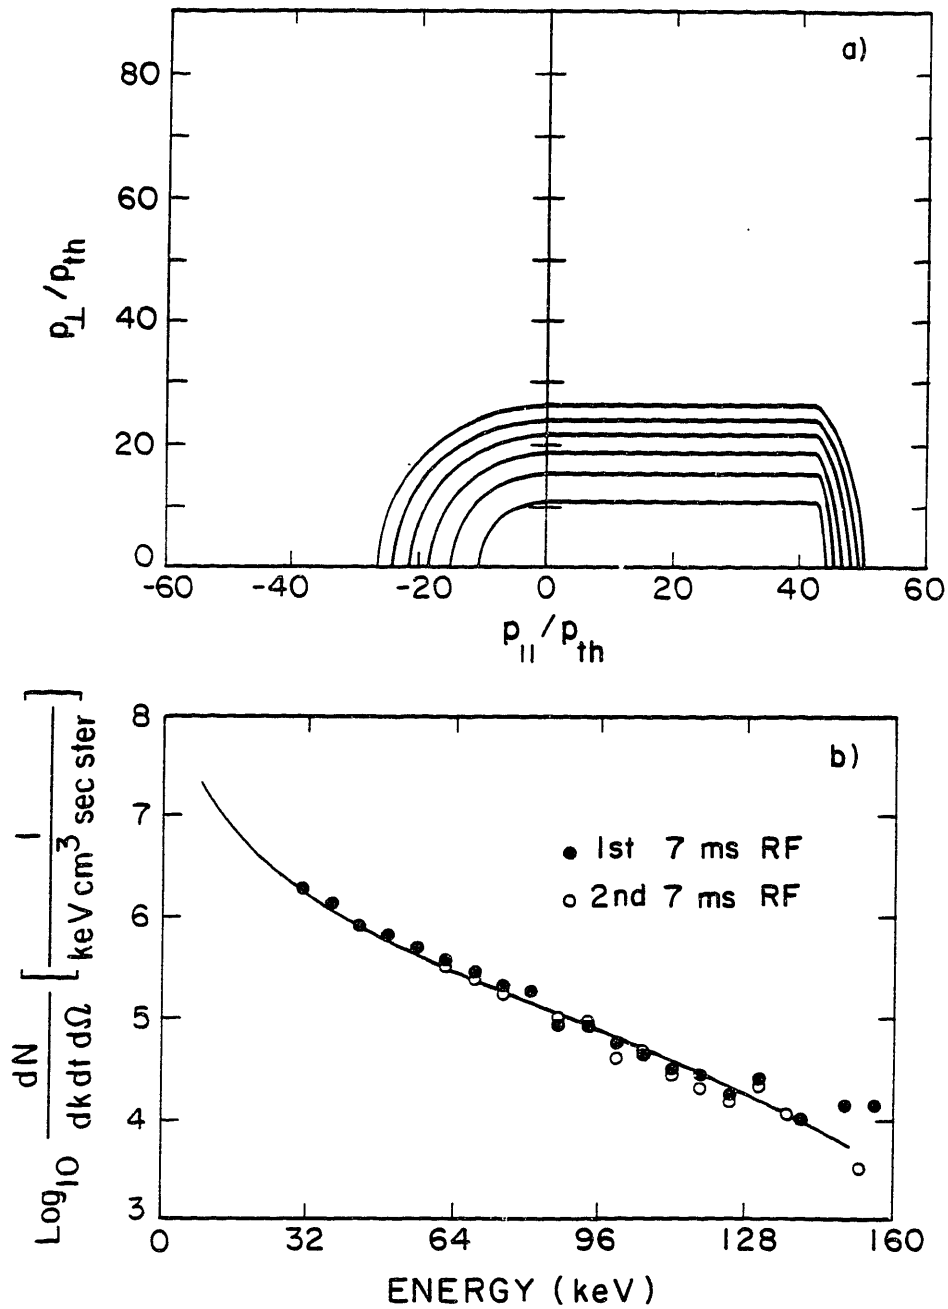 a)
80
60
40
20
0
p⊥/pth
-60 -40 -20 0 20 40 60
p||/pth
b)
8
7
6
5
4
3
Log10 dN/dk dt dΩ [1/keV cm3 sec ster]
● 1st 7 ms RF
○ 2nd 7 ms RF
0 32 64 96 128 160
ENERGY (keV)